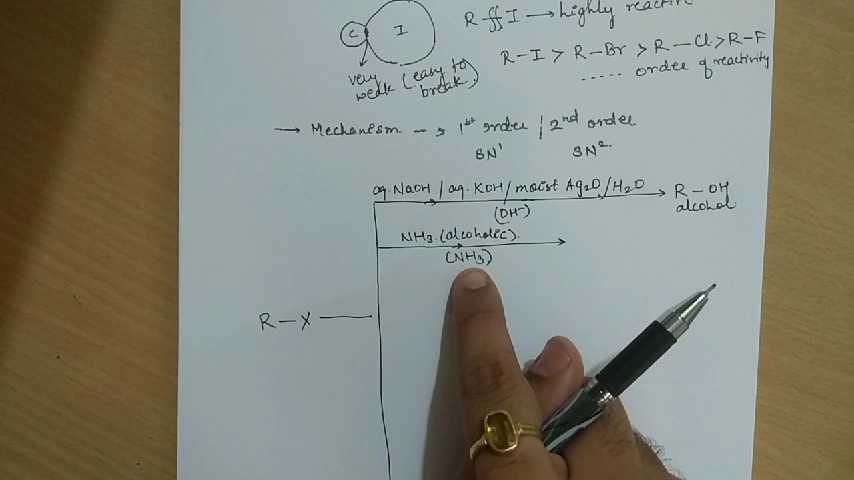 R ∬ I → highly reactive
C I
R-I > R-Br > R-Cl > R-F
very weak (easy to break)
..... order of reactivity
→ Mechanism → 1st order / 2nd order
SN1 SN2
aq. NaOH / aq. KOH / moist Ag2O / H2O
(OH-)
R-OH
alcohol
NH3 (alcoholic).
(NH3)
R-X